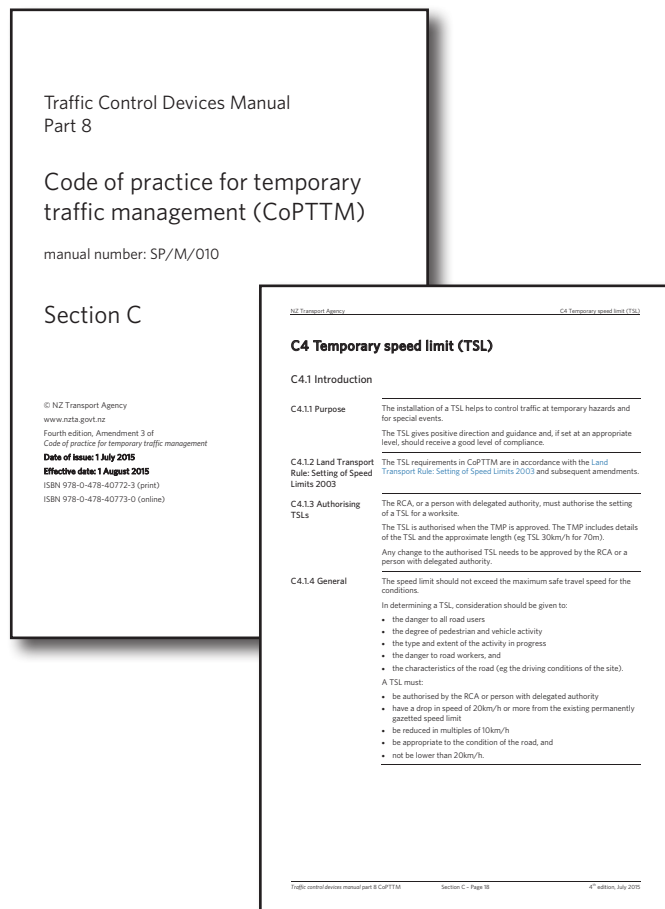 Traffic Control Devices Manual
Part 8
Code of practice for temporary
traffic management (CoPTTM)
manual number: SP/M/010
Section C
© NZ Transport Agency
www.nzta.govt.nz
Fourth edition, Amendment 3 of
Code of practice for temporary traffic management
Date of issue: 1 July 2015
Effective date: 1 August 2015
ISBN 978-0-478-40772-3 (print)
ISBN 978-0-478-40773-0 (online)
NZ Transport Agency
C4 Temporary speed limit (TSL)
C4 Temporary speed limit (TSL)
C4.1 Introduction
C4.1.1 Purpose
The installation of a TSL helps to control traffic at temporary hazards and
for special events.
The TSL gives positive direction and guidance and, if set at an appropriate
level, should receive a good level of compliance.
C4.1.2 Land Transport
Rule: Setting of Speed
Limits 2003
The TSL requirements in CoPTTM are in accordance with the Land
Transport Rule: Setting of Speed Limits 2003 and subsequent amendments.
C4.1.3 Authorising
TSLs
The RCA, or a person with delegated authority, must authorise the setting
of a TSL for a worksite.
The TSL is authorised when the TMP is approved. The TMP includes details
of the TSL and the approximate length (eg TSL 30km/h for 70m).
Any change to the authorised TSL needs to be approved by the RCA or a
person with delegated authority.
C4.1.4 General
The speed limit should not exceed the maximum safe travel speed for the
conditions.
In determining a TSL, consideration should be given to:
• the danger to all road users
• the degree of pedestrian and vehicle activity
• the type and extent of the activity in progress
• the danger to road workers, and
• the characteristics of the road (eg the driving conditions of the site).
A TSL must:
• be authorised by the RCA or person with delegated authority
• have a drop in speed of 20km/h or more from the existing permanently
gazetted speed limit
• be reduced in multiples of 10km/h
• be appropriate to the condition of the road, and
• not be lower than 20km/h.
Traffic control devices manual part 8 CoPTTM
Section C – Page 18
4th edition, July 2015